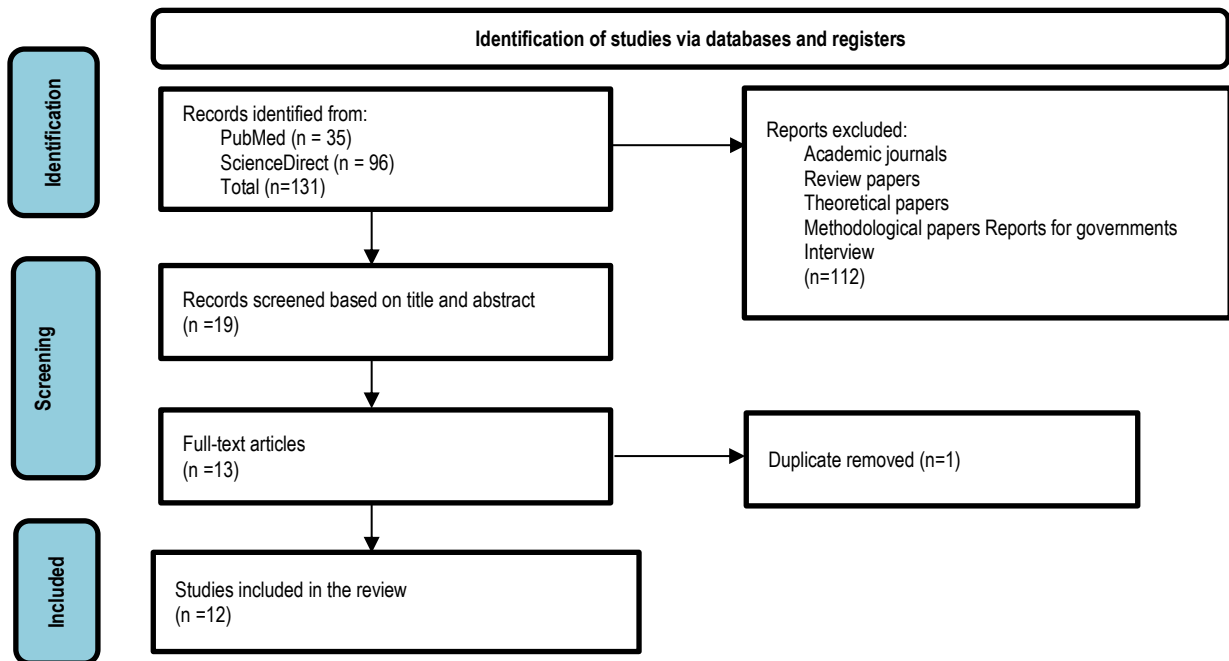 Identification of studies via databases and registers
Identification
Records identified from:
PubMed (n = 35)
ScienceDirect (n = 96)
Total (n=131)
Reports excluded:
Academic journals
Review papers
Theoretical papers
Methodological papers Reports for governments
Interview
(n=112)
Screening
Records screened based on title and abstract
(n =19)
Full-text articles
(n =13)
Duplicate removed (n=1)
Included
Studies included in the review
(n =12)